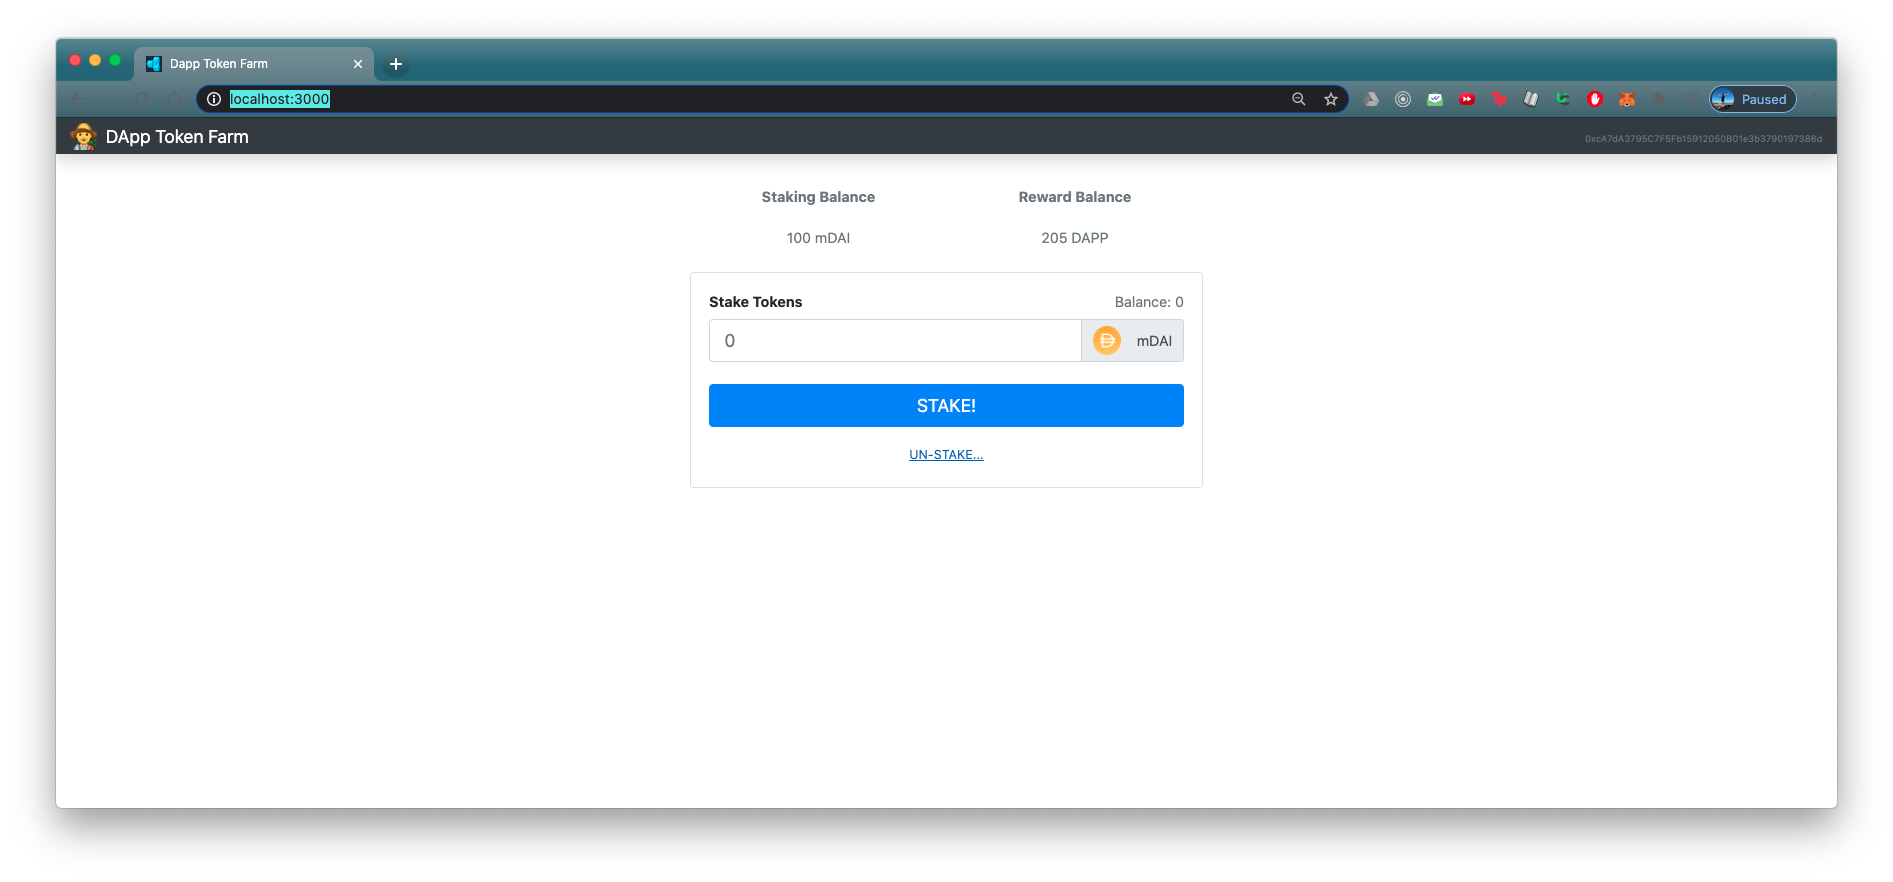 Dapp Token Farm
localhost:3000
Paused
DApp Token Farm
0xcA7dA3795C7F5Fb15912050B01e3b3790197386d
Staking Balance Reward Balance
100 mDAI 205 DAPP
Stake Tokens Balance: 0
0 mDAI
STAKE!
UN-STAKE...